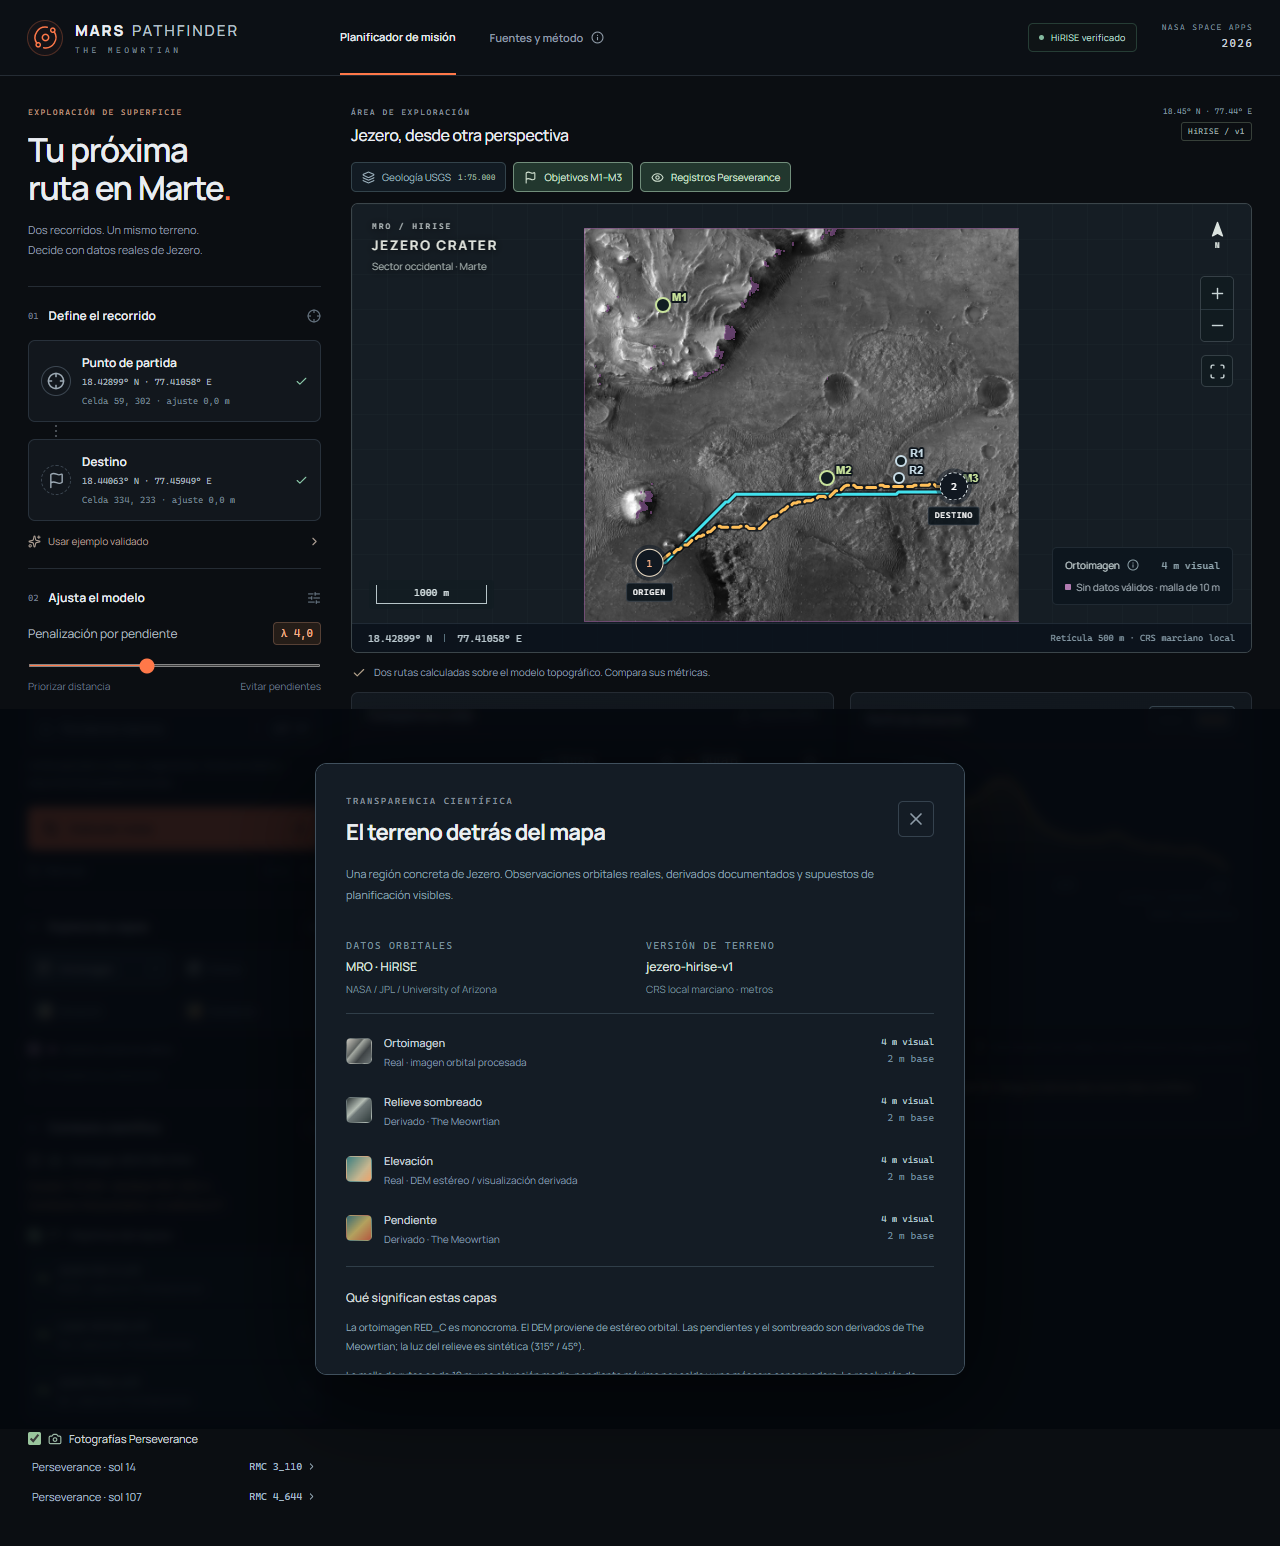 MARS PATHFINDER
THE MEOWRTIAN
Planificador de misión
Fuentes y método
HiRISE verificado
NASA SPACE APPS
2026
EXPLORACIÓN DE SUPERFICIE
Tu próxima
ruta en Marte.
Dos recorridos. Un mismo terreno.
Decide con datos reales de Jezero.
01 Define el recorrido
Punto de partida
18.42899° N · 77.41058° E
Celda 59, 302 · ajuste 0,0 m
Destino
18.44063° N · 77.45949° E
Celda 334, 233 · ajuste 0,0 m
Usar ejemplo validado
02 Ajusta el modelo
Penalización por pendiente
λ 4,0
Priorizar distancia
Evitar pendientes
ÁREA DE EXPLORACIÓN
Jezero, desde otra perspectiva
18.45° N · 77.44° E
HiRISE / v1
Geología USGS 1:75.000
Objetivos M1–M3
Registros Perseverance
MRO / HIRISE
JEZERO CRATER
Sector occidental · Marte
N
M1
M2
R1
R2
M3
2
DESTINO
1
ORIGEN
1000 m
Ortoimagen
4 m visual
Sin datos válidos · malla de 10 m
18.42899° N
77.41058° E
Retícula 500 m · CRS marciano local
Dos rutas calculadas sobre el modelo topográfico. Compara sus métricas.
TRANSPARENCIA CIENTÍFICA
El terreno detrás del mapa
Una región concreta de Jezero. Observaciones orbitales reales, derivados documentados y supuestos de
planificación visibles.
DATOS ORBITALES
MRO · HiRISE
NASA / JPL / University of Arizona
VERSIÓN DE TERRENO
jezero-hirise-v1
CRS local marciano · metros
Ortoimagen
Real · imagen orbital procesada
4 m visual
2 m base
Relieve sombreado
Derivado · The Meowrtian
4 m visual
2 m base
Elevación
Real · DEM estéreo / visualización derivada
4 m visual
2 m base
Pendiente
Derivado · The Meowrtian
4 m visual
2 m base
Qué significan estas capas
La ortoimagen RED_C es monocroma. El DEM proviene de estéreo orbital. Las pendientes y el sombreado son derivados de The
Meowrtian; la luz del relieve es sintética (315° / 45°).
Fotografías Perseverance
Perseverance · sol 14
RMC 3_110
Perseverance · sol 107
RMC 4_644